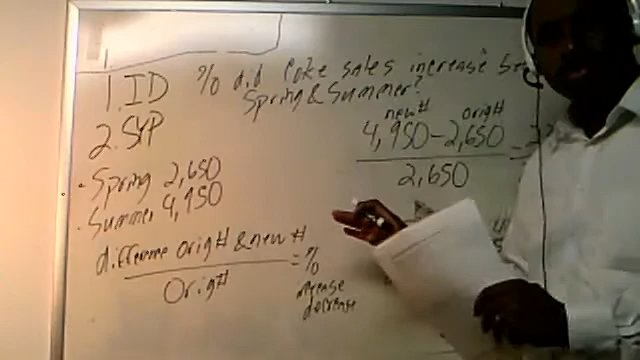 1. ID % did Coke sales increase
Spring & Summer?
2. SYP
new # orig #
4,950 - 2,650 =
2,650
• Spring 2,650
• Summer 4,950
difference orig # & new # = %
Orig #
decrease